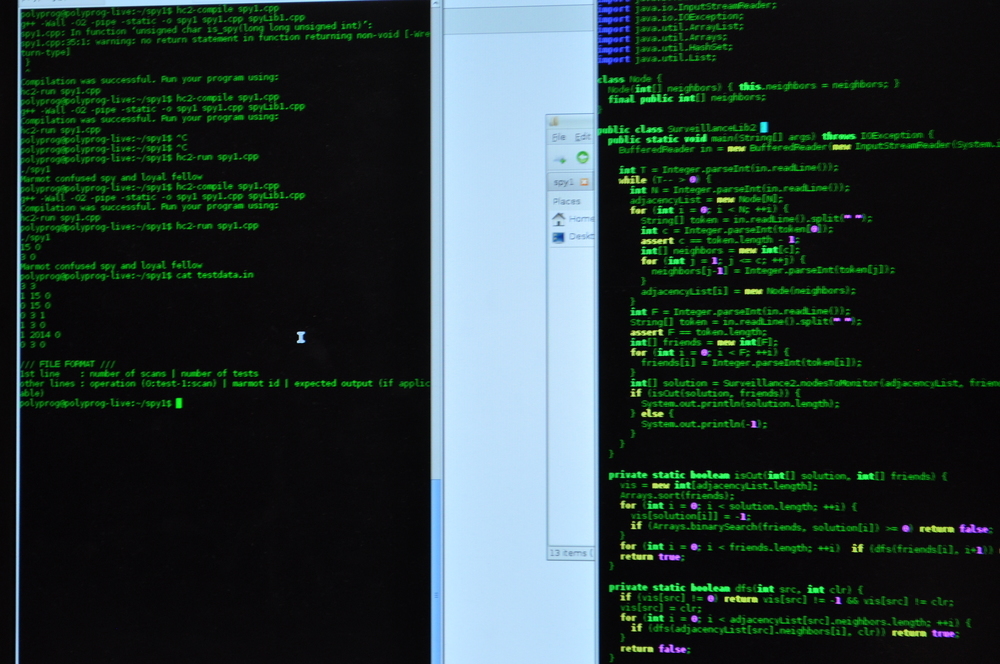 polyprog@polyprog-live:~/spy1$ hc2-compile spy1.cpp
g++ -Wall -O2 -pipe -static -o spy1 spy1.cpp spyLib1.cpp
spy1.cpp: In function 'unsigned char is_spy(long long unsigned int)':
spy1.cpp:35:1: warning: no return statement in function returning non-void [-Wre
turn-type]
 }
 ^
Compilation was successful. Run your program using:
hc2-run spy1.cpp
polyprog@polyprog-live:~/spy1$ hc2-compile spy1.cpp
g++ -Wall -O2 -pipe -static -o spy1 spy1.cpp spyLib1.cpp
Compilation was successful. Run your program using:
hc2-run spy1.cpp
polyprog@polyprog-live:~/spy1$ ^C
polyprog@polyprog-live:~/spy1$ ^C
polyprog@polyprog-live:~/spy1$ hc2-run spy1.cpp
./spy1
Marmot confused spy and loyal fellow
polyprog@polyprog-live:~/spy1$ hc2-compile spy1.cpp
g++ -Wall -O2 -pipe -static -o spy1 spy1.cpp spyLib1.cpp
Compilation was successful. Run your program using:
hc2-run spy1.cpp
polyprog@polyprog-live:~/spy1$ hc2-run spy1.cpp
./spy1
15 0
3 0
Marmot confused spy and loyal fellow
polyprog@polyprog-live:~/spy1$ cat testdata.in
3 3
1 15 0
0 15 0
0 3 1
1 3 0
1 2014 0
0 3 0
/// FILE FORMAT ///
1st line    : number of scans | number of tests
other lines : operation (0:test-1:scan) | marmot id | expected output (if applic
able)
polyprog@polyprog-live:~/spy1$
File Edit
spy1
Places
Home
Deskt
13 items (
import java.io.InputStreamReader;
import java.io.IOException;
import java.util.ArrayList;
import java.util.Arrays;
import java.util.HashSet;
import java.util.List;
class Node {
  Node(int[] neighbors) { this.neighbors = neighbors; }
  final public int[] neighbors;
}
public class SurveillanceLib2 {
  public static void main(String[] args) throws IOException {
    BufferedReader in = new BufferedReader(new InputStreamReader(System.i
    int T = Integer.parseInt(in.readLine());
    while (T-- > 0) {
      int N = Integer.parseInt(in.readLine());
      adjacencyList = new Node[N];
      for (int i = 0; i < N; ++i) {
        String[] token = in.readLine().split(" ");
        int c = Integer.parseInt(token[0]);
        assert c == token.length - 1;
        int[] neighbors = new int[c];
        for (int j = 1; j <= c; ++j) {
          neighbors[j-1] = Integer.parseInt(token[j]);
        }
        adjacencyList[i] = new Node(neighbors);
      }
      int F = Integer.parseInt(in.readLine());
      String[] token = in.readLine().split(" ");
      assert F == token.length;
      int[] friends = new int[F];
      for (int i = 0; i < F; ++i) {
        friends[i] = Integer.parseInt(token[i]);
      }
      int[] solution = Surveillance2.nodesToMonitor(adjacencyList, frien
      if (isCut(solution, friends)) {
        System.out.println(solution.length);
      } else {
        System.out.println(-1);
      }
    }
  }
  private static boolean isCut(int[] solution, int[] friends) {
    vis = new int[adjacencyList.length];
    Arrays.sort(friends);
    for (int i = 0; i < solution.length; ++i) {
      vis[solution[i]] = -1;
      if (Arrays.binarySearch(friends, solution[i]) >= 0) return false;
    }
    for (int i = 0; i < friends.length; ++i)  if (dfs(friends[i], i+1))
    return true;
  }
  private static boolean dfs(int src, int clr) {
    if (vis[src] != 0) return vis[src] != -1 && vis[src] != clr;
    vis[src] = clr;
    for (int i = 0; i < adjacencyList[src].neighbors.length; ++i) {
      if (dfs(adjacencyList[src].neighbors[i], clr)) return true;
    }
    return false;
  }